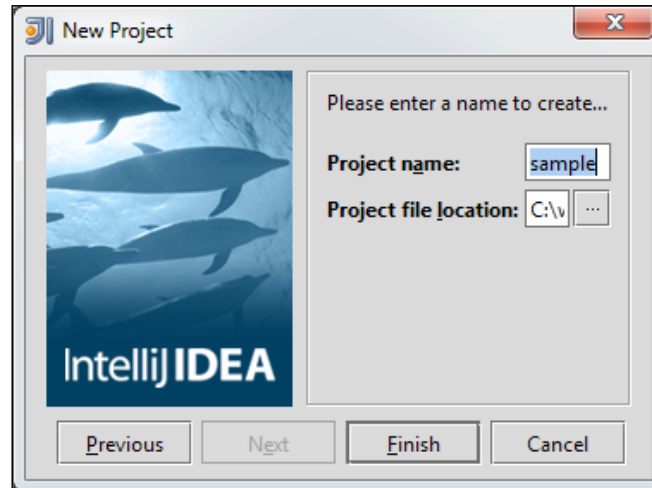 New Project
Please enter a name to create...
Project name: sample
Project file location: C:\ ...
IntelliJ IDEA
Previous Next Finish Cancel